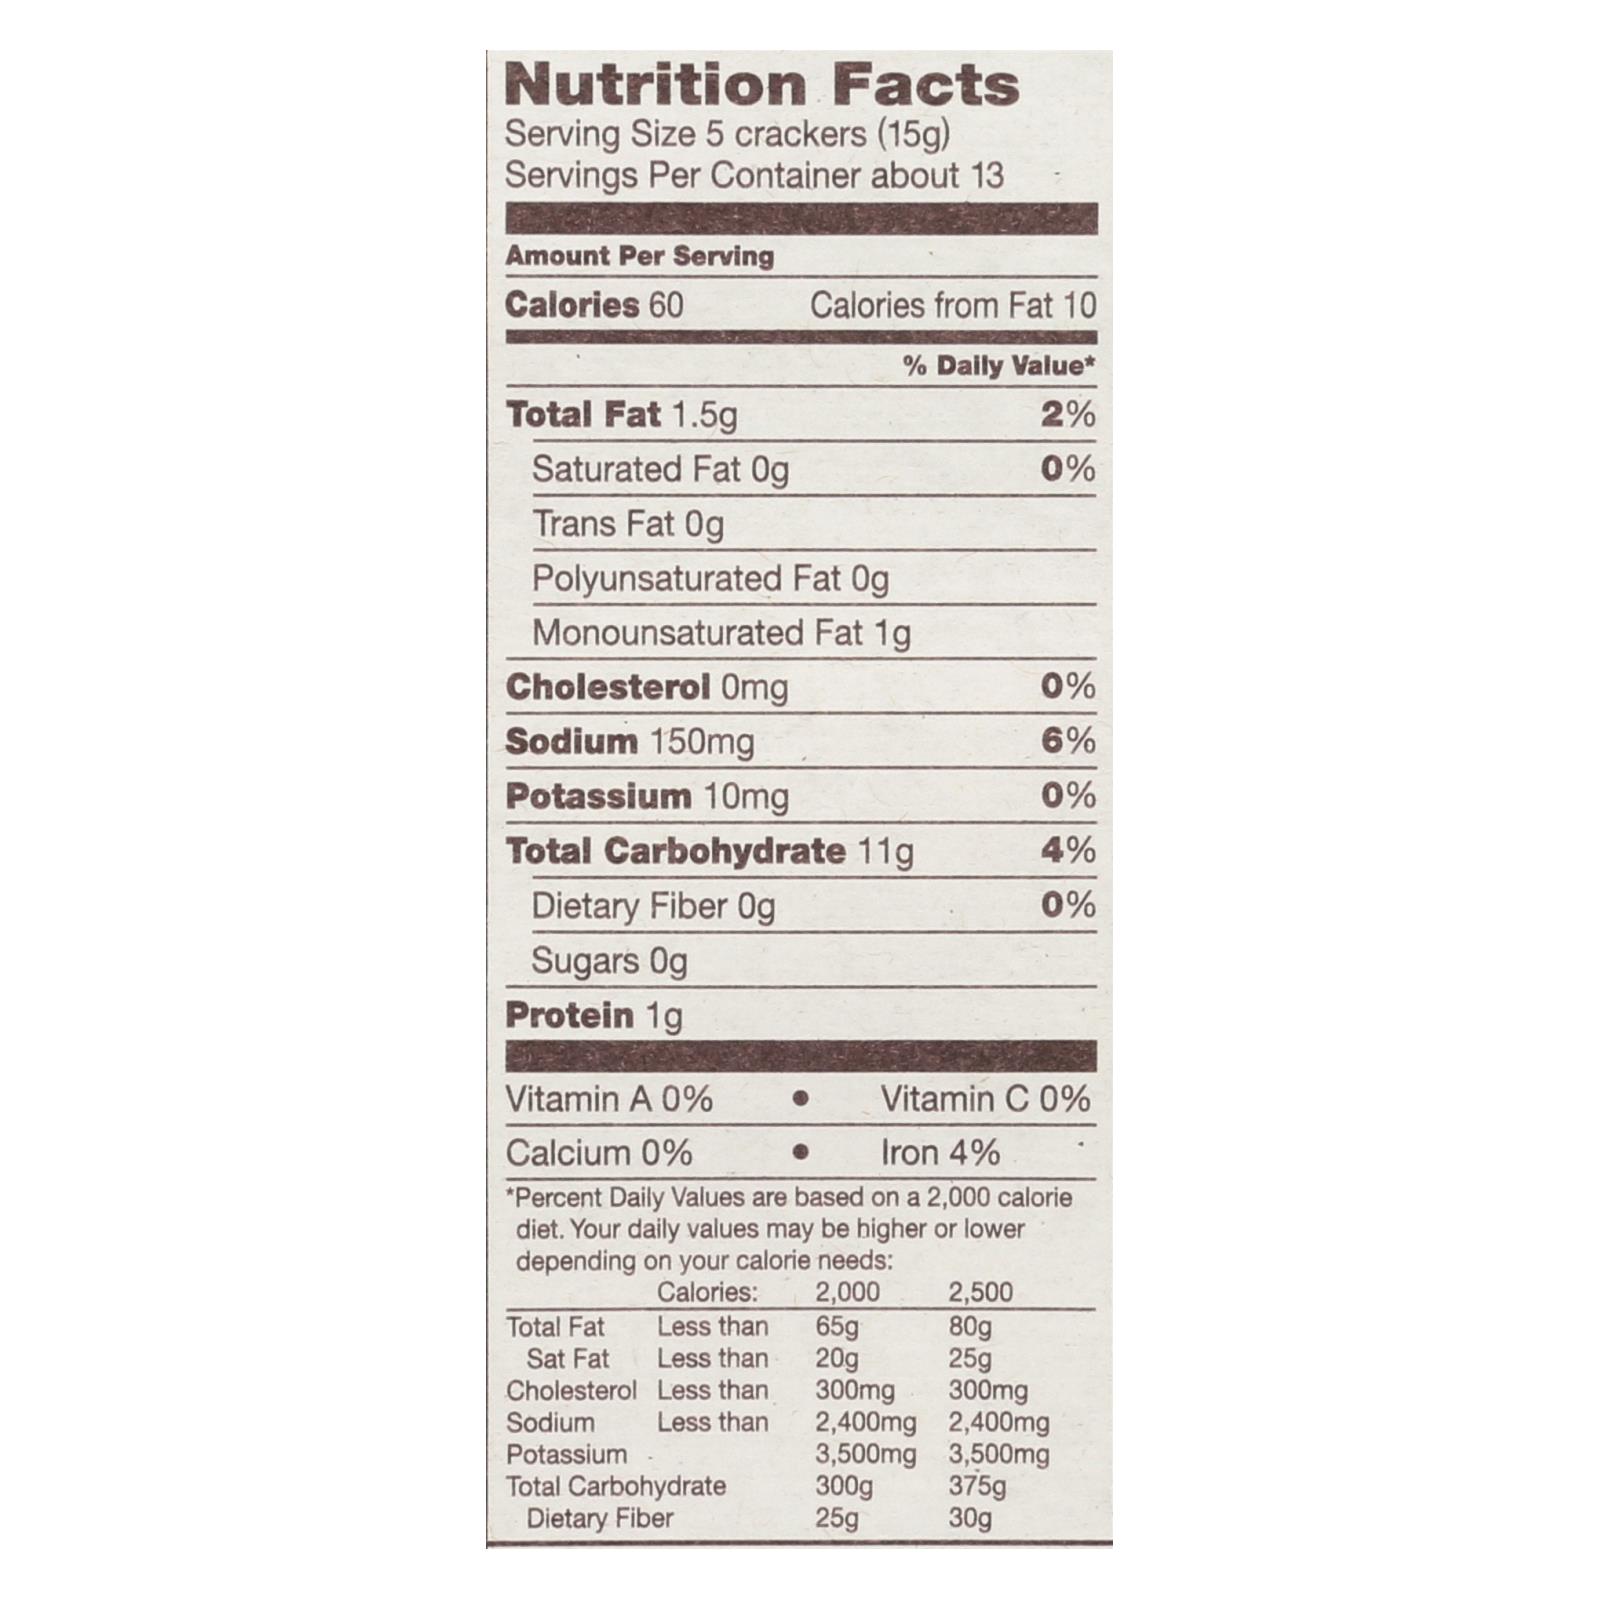 Nutrition Facts
Serving Size 5 crackers (15g)
Servings Per Container about 13
Amount Per Serving
Calories 60 Calories from Fat 10
% Daily Value*
Total Fat 1.5g 2%
Saturated Fat 0g 0%
Trans Fat 0g
Polyunsaturated Fat 0g
Monounsaturated Fat 1g
Cholesterol 0mg 0%
Sodium 150mg 6%
Potassium 10mg 0%
Total Carbohydrate 11g 4%
Dietary Fiber 0g 0%
Sugars 0g
Protein 1g
Vitamin A 0% • Vitamin C 0%
Calcium 0% • Iron 4%
*Percent Daily Values are based on a 2,000 calorie
diet. Your daily values may be higher or lower
depending on your calorie needs:
Calories: 2,000 2,500
Total Fat Less than 65g 80g
Sat Fat Less than 20g 25g
Cholesterol Less than 300mg 300mg
Sodium Less than 2,400mg 2,400mg
Potassium 3,500mg 3,500mg
Total Carbohydrate 300g 375g
Dietary Fiber 25g 30g